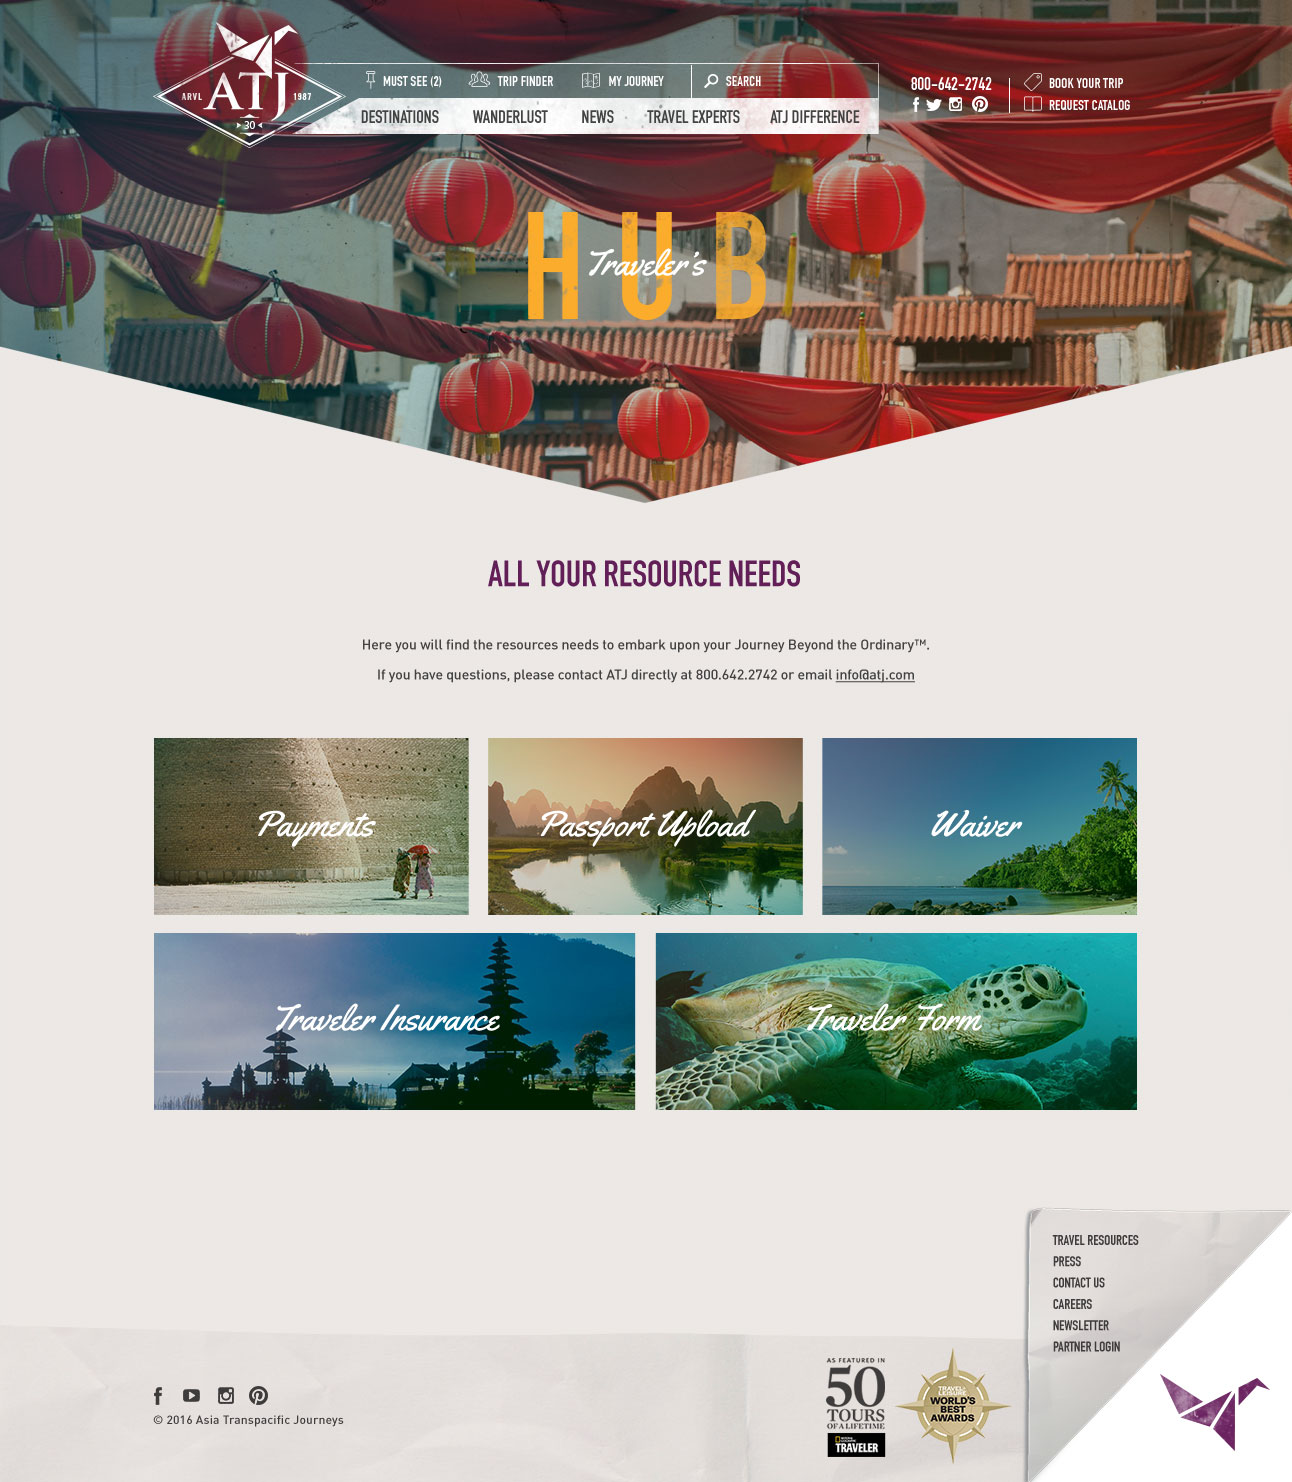 ARVL ATJ 1987
30
MUST SEE (2) TRIP FINDER MY JOURNEY SEARCH
DESTINATIONS WANDERLUST NEWS TRAVEL EXPERTS ATJ DIFFERENCE
800-642-2742
BOOK YOUR TRIP
REQUEST CATALOG
HUB
Traveler's
ALL YOUR RESOURCE NEEDS
Here you will find the resources needs to embark upon your Journey Beyond the Ordinary™.
If you have questions, please contact ATJ directly at 800.642.2742 or email info@atj.com
Payments
Passport Upload
Waiver
Traveler Insurance
Traveler Form
TRAVEL RESOURCES
PRESS
CONTACT US
CAREERS
NEWSLETTER
PARTNER LOGIN
© 2016 Asia Transpacific Journeys
AS FEATURED IN
50
TOURS
OF A LIFETIME
NATIONAL
GEOGRAPHIC
TRAVELER
TRAVEL+
LEISURE
WORLD'S
BEST
AWARDS